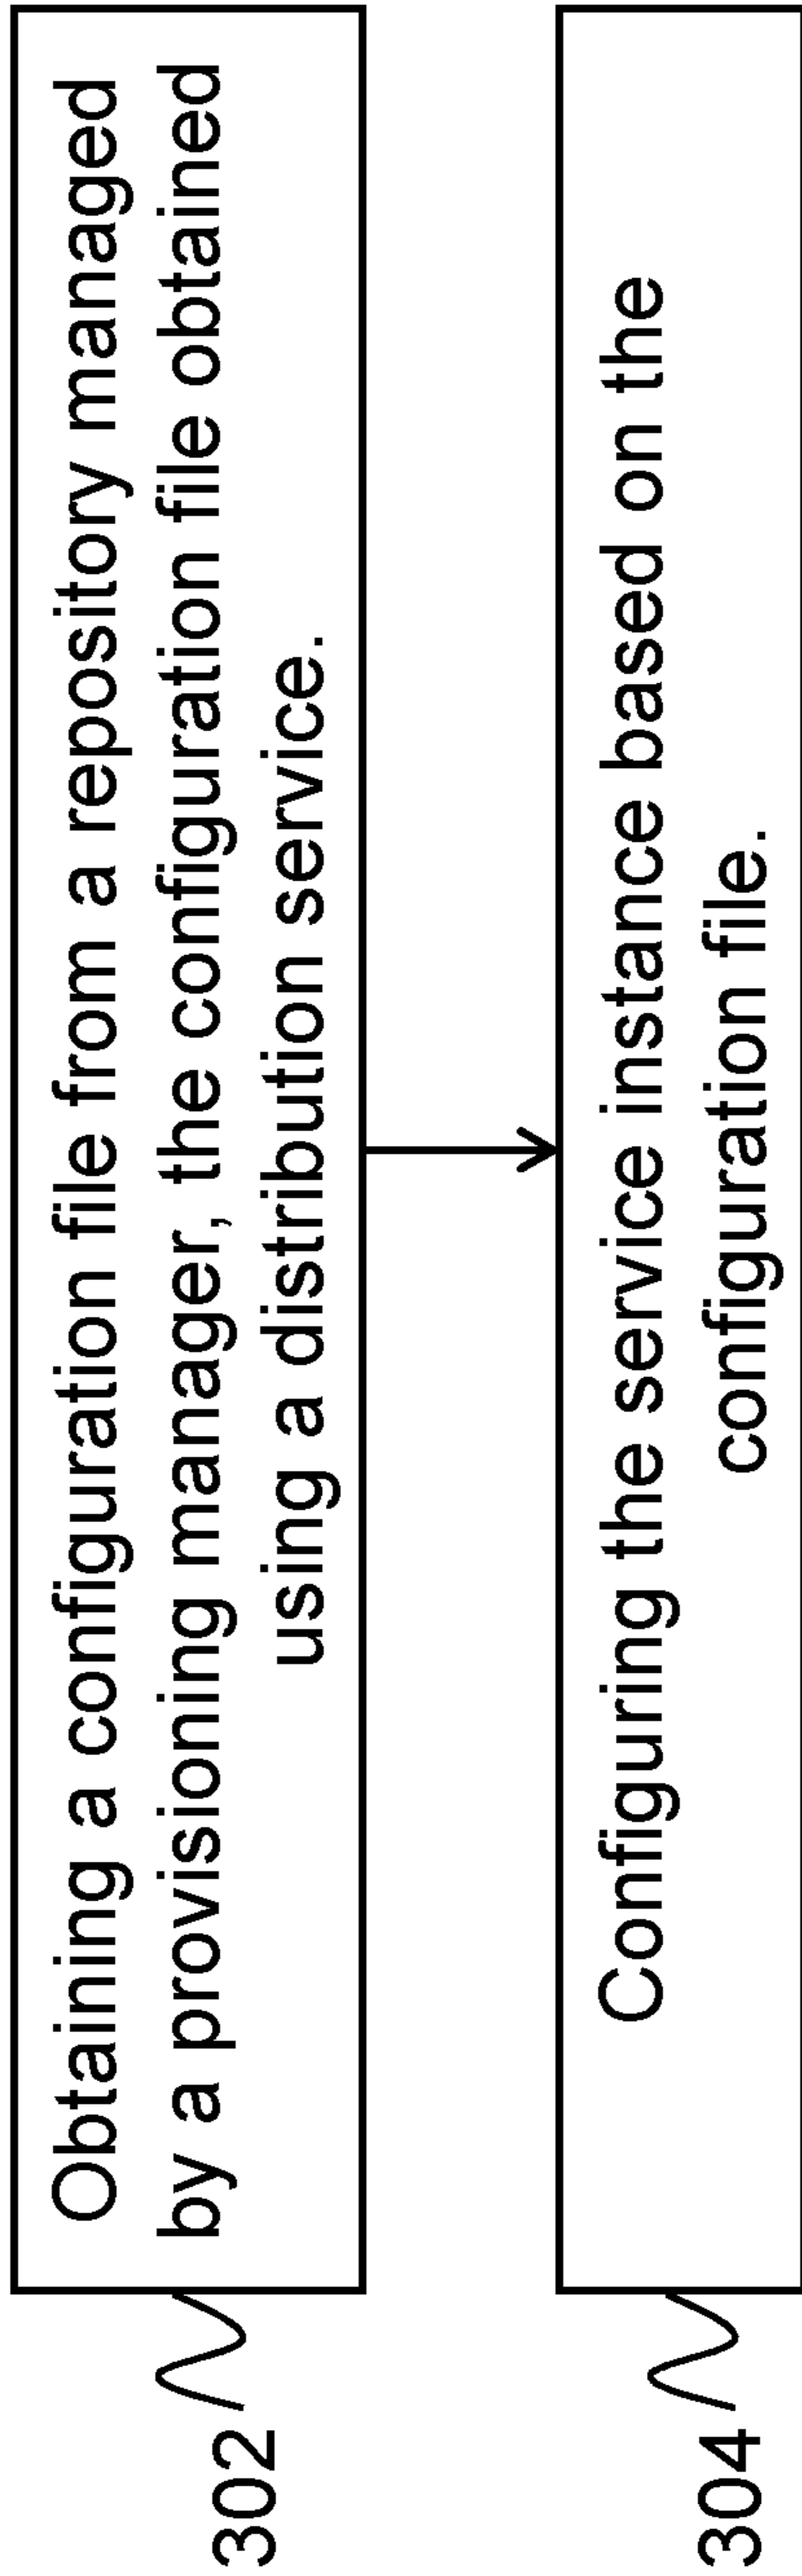 Obtaining a configuration file from a repository managed
by a provisioning manager, the configuration file obtained
using a distribution service.
302
Configuring the service instance based on the
configuration file.
304